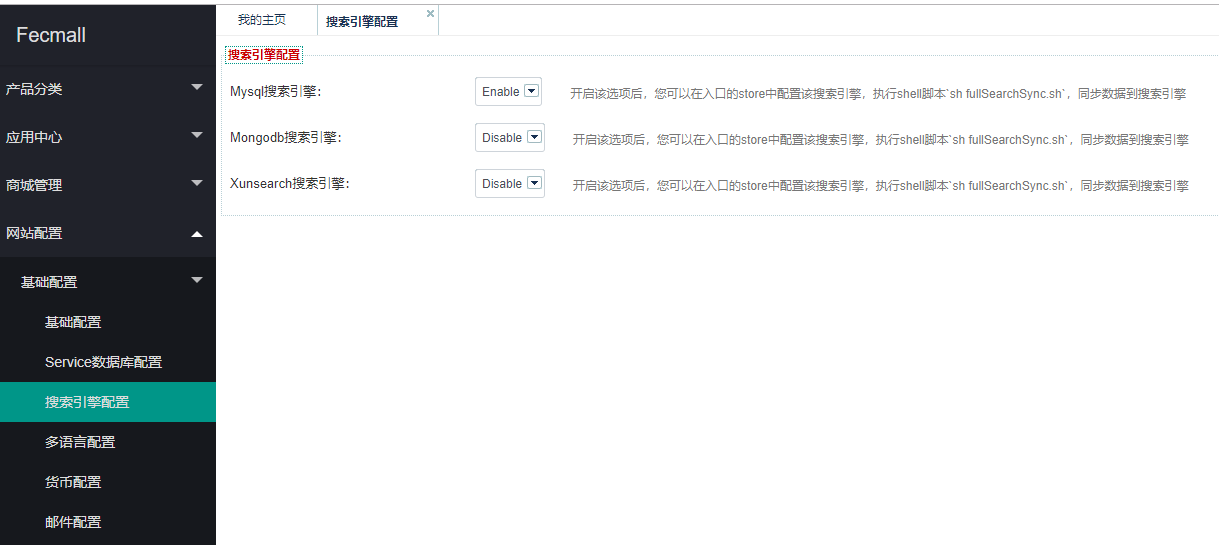 Fecmall
产品分类
应用中心
商城管理
网站配置
基础配置
基础配置
Service数据库配置
搜索引擎配置
多语言配置
货币配置
邮件配置
我的主页
搜索引擎配置
搜索引擎配置
Mysql搜索引擎： Enable 开启该选项后，您可以在入口的store中配置该搜索引擎，执行shell脚本`sh fullSearchSync.sh`，同步数据到搜索引擎
Mongodb搜索引擎： Disable 开启该选项后，您可以在入口的store中配置该搜索引擎，执行shell脚本`sh fullSearchSync.sh`，同步数据到搜索引擎
Xunsearch搜索引擎： Disable 开启该选项后，您可以在入口的store中配置该搜索引擎，执行shell脚本`sh fullSearchSync.sh`，同步数据到搜索引擎